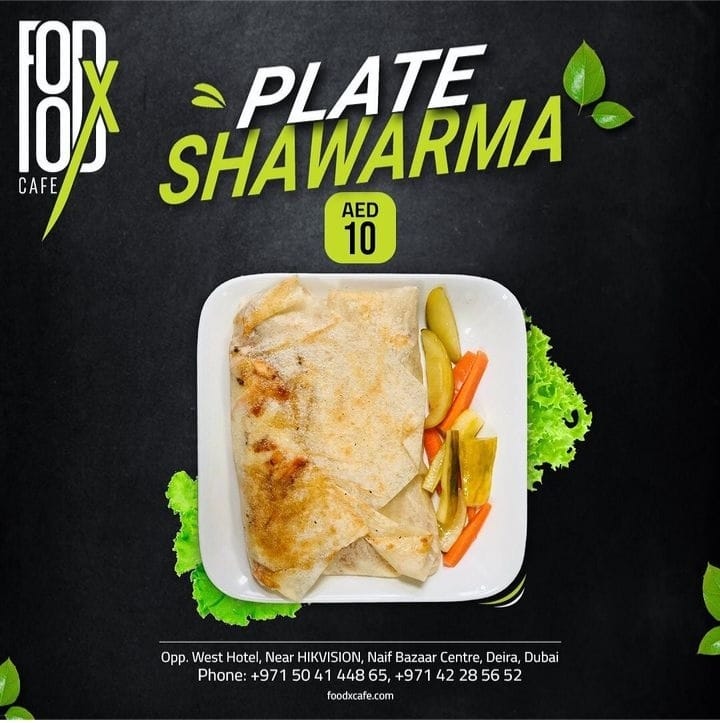 FOOD X
CAFE
PLATE
SHAWARMA
AED
10
Opp. West Hotel, Near HIKVISION, Naif Bazaar Centre, Deira, Dubai
Phone: +971 50 41 448 65, +971 42 28 56 52
foodxcafe.com